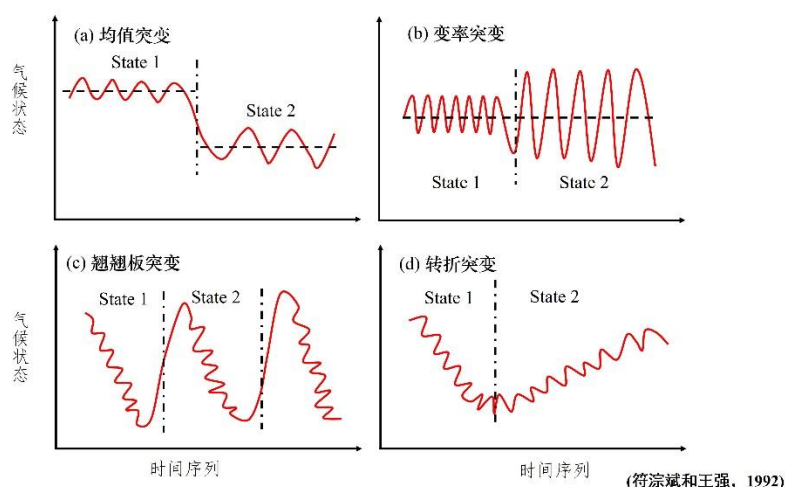 (a) 均值突变
State 1
State 2
气候状态
(b) 变率突变
State 1
State 2
(c) 翘翘板突变
State 1
State 2
气候状态
时间序列
(d) 转折突变
State 1
State 2
时间序列
(符淙斌和王强，1992)